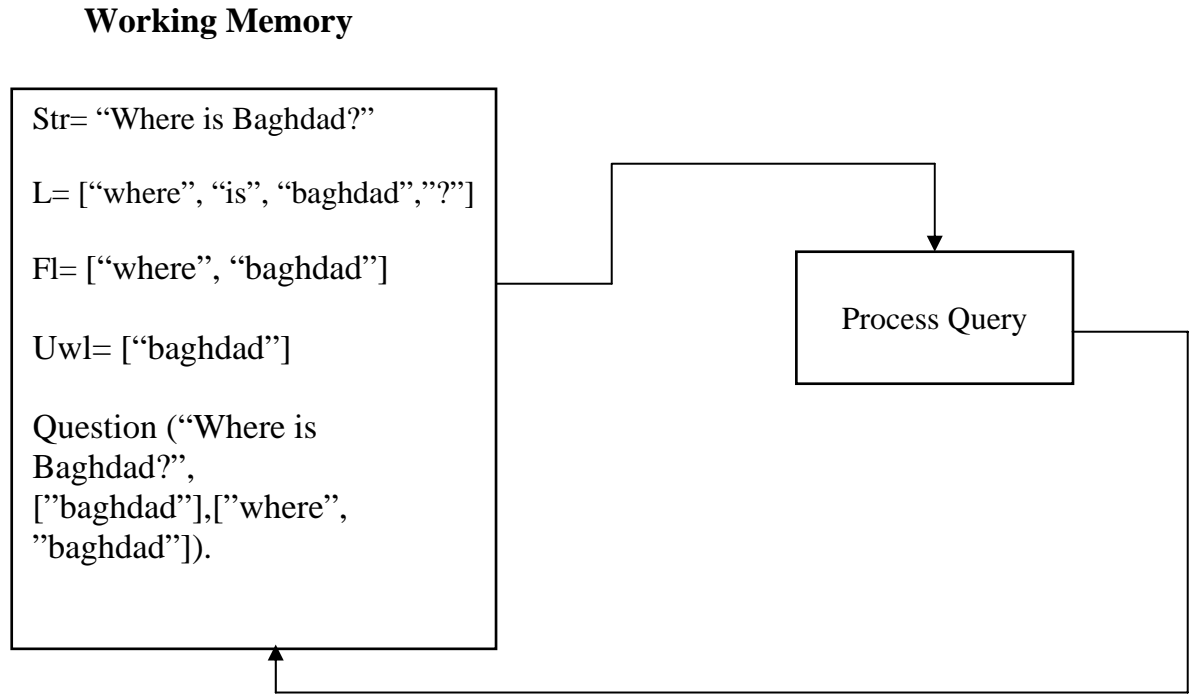 Working Memory
Str= “Where is Baghdad?”
L= [“where”, “is”, “baghdad”,”?”]
Fl= [“where”, “baghdad”]
Uwl= [“baghdad”]
Question (“Where is
Baghdad?”,
[”baghdad”],[”where”,
”baghdad”]).
Process Query